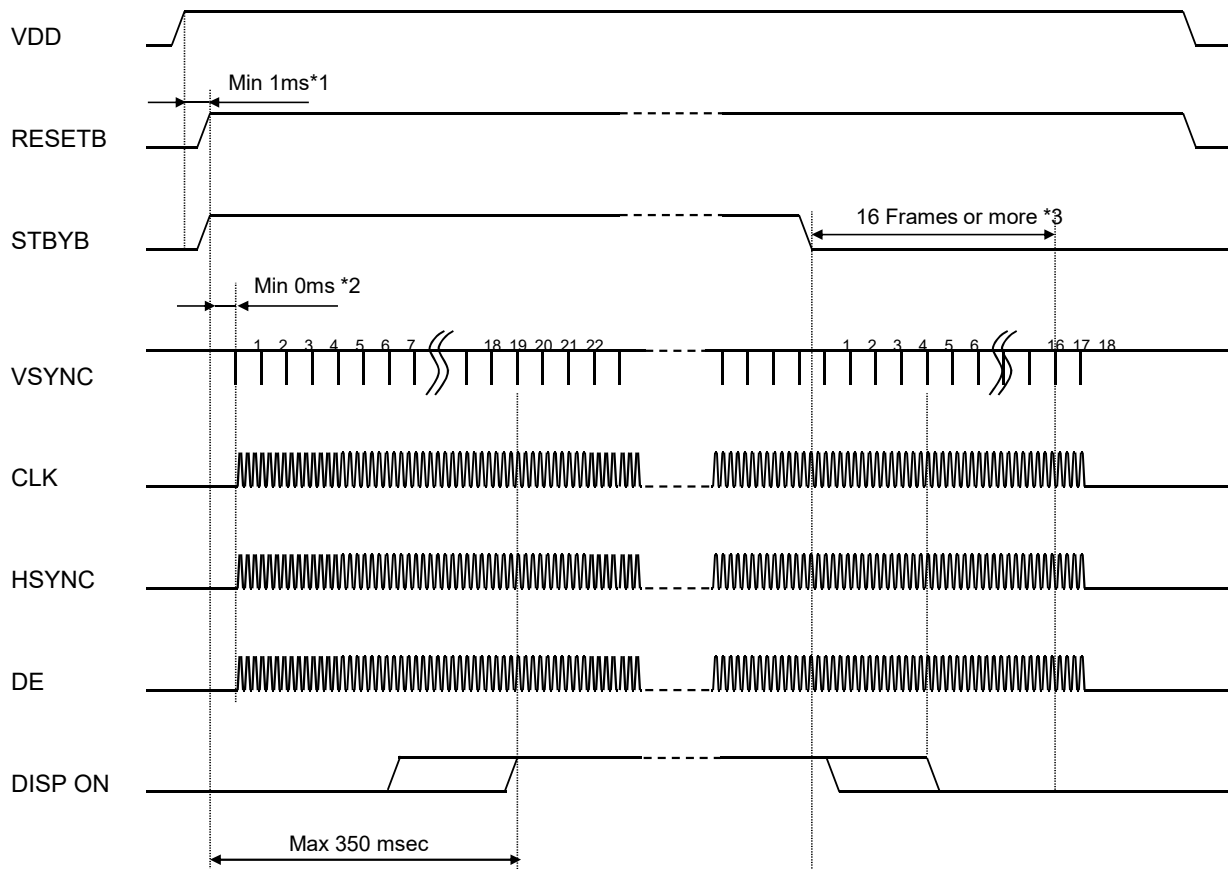 VDD
Min 1ms*1
RESETB
STBYB
16 Frames or more *3
Min 0ms *2
VSYNC
1 2 3 4 5 6 7 18 19 20 21 22 1 2 3 4 5 6 16 17 18
CLK
HSYNC
DE
DISP ON
Max 350 msec